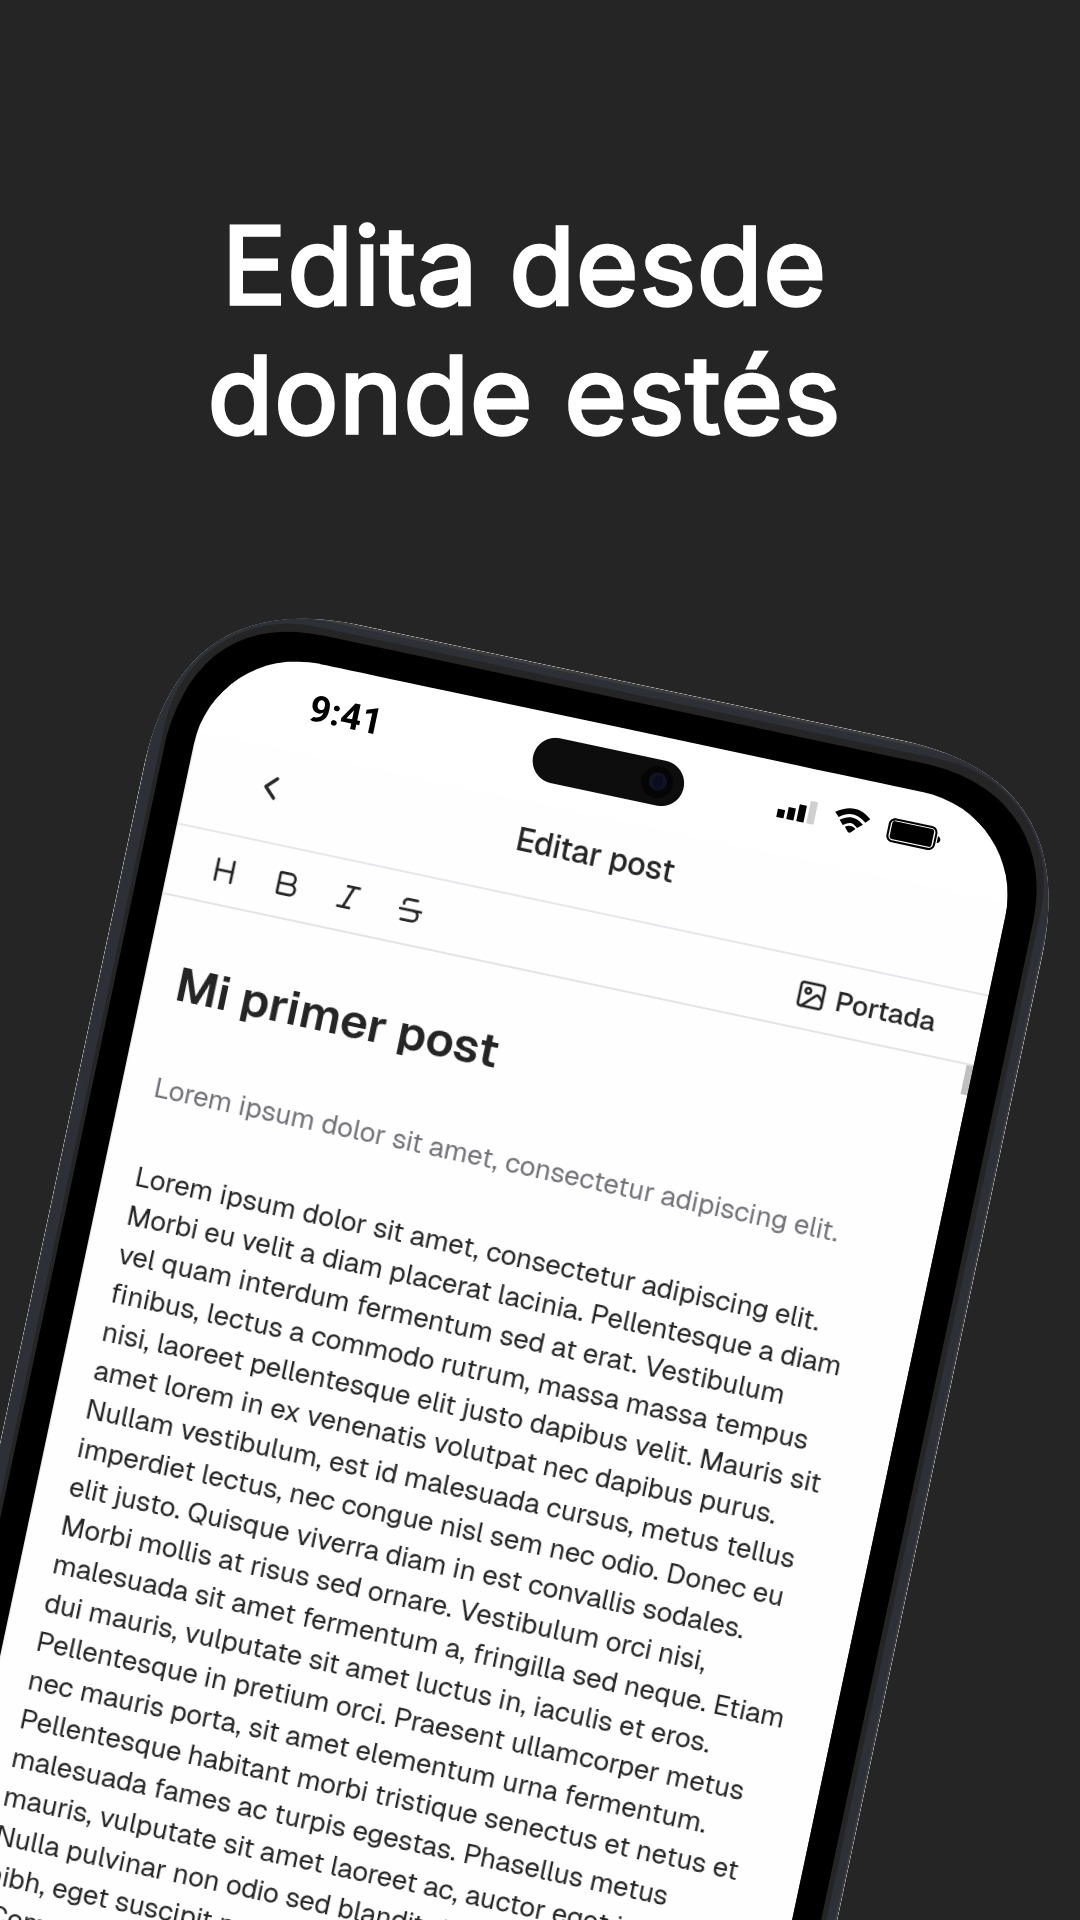 Edita desde
donde estés
9:41
Editar post
H B I S
Portada
Mi primer post
Lorem ipsum dolor sit amet, consectetur adipiscing elit.
Lorem ipsum dolor sit amet, consectetur adipiscing elit.
Morbi eu velit a diam placerat lacinia. Pellentesque a diam
vel quam interdum fermentum sed at erat. Vestibulum
finibus, lectus a commodo rutrum, massa massa tempus
nisi, laoreet pellentesque elit justo dapibus velit. Mauris sit
amet lorem in ex venenatis volutpat nec dapibus purus.
Nullam vestibulum, est id malesuada cursus, metus tellus
imperdiet lectus, nec congue nisl sem nec odio. Donec eu
elit justo. Quisque viverra diam in est convallis sodales.
Morbi mollis at risus sed ornare. Vestibulum orci nisi,
malesuada sit amet fermentum a, fringilla sed neque. Etiam
dui mauris, vulputate sit amet luctus in, iaculis et eros.
Pellentesque in pretium orci. Praesent ullamcorper metus
nec mauris porta, sit amet elementum urna fermentum.
Pellentesque habitant morbi tristique senectus et netus et
malesuada fames ac turpis egestas. Phasellus metus
mauris, vulputate sit amet laoreet ac, auctor eget
Nulla pulvinar non odio sed blandit
eget suscipit